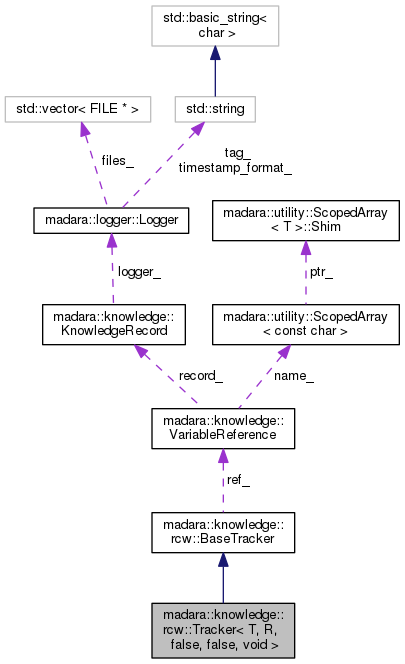 std::basic_string<
char >
std::vector< FILE * >
std::string
files_
tag_
timestamp_format_
madara::logger::Logger
madara::utility::ScopedArray
< T >::Shim
logger_
ptr_
madara::knowledge::
KnowledgeRecord
madara::utility::ScopedArray
< const char >
record_
name_
madara::knowledge::
VariableReference
ref_
madara::knowledge::
rcw::BaseTracker
madara::knowledge::
rcw::Tracker< T, R,
false, false, void >